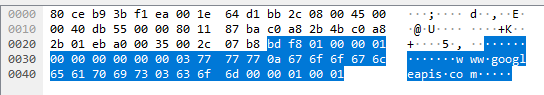 0000 80 ce b9 3b f1 ea 00 1e 64 d1 bb 2c 08 00 45 00 ...;.... d..,..E.
0010 00 40 db 55 00 00 80 11 87 ba c0 a8 2b 4b c0 a8 .@.U.... ....+K..
0020 2b 01 eb a0 00 35 00 2c 07 b8 bd f8 01 00 00 01 +....5., ........
0030 00 00 00 00 00 00 03 77 77 77 0a 67 6f 6f 67 6c .......w ww.googl
0040 65 61 70 69 73 03 63 6f 6d 00 00 01 00 01 eapis.co m.....